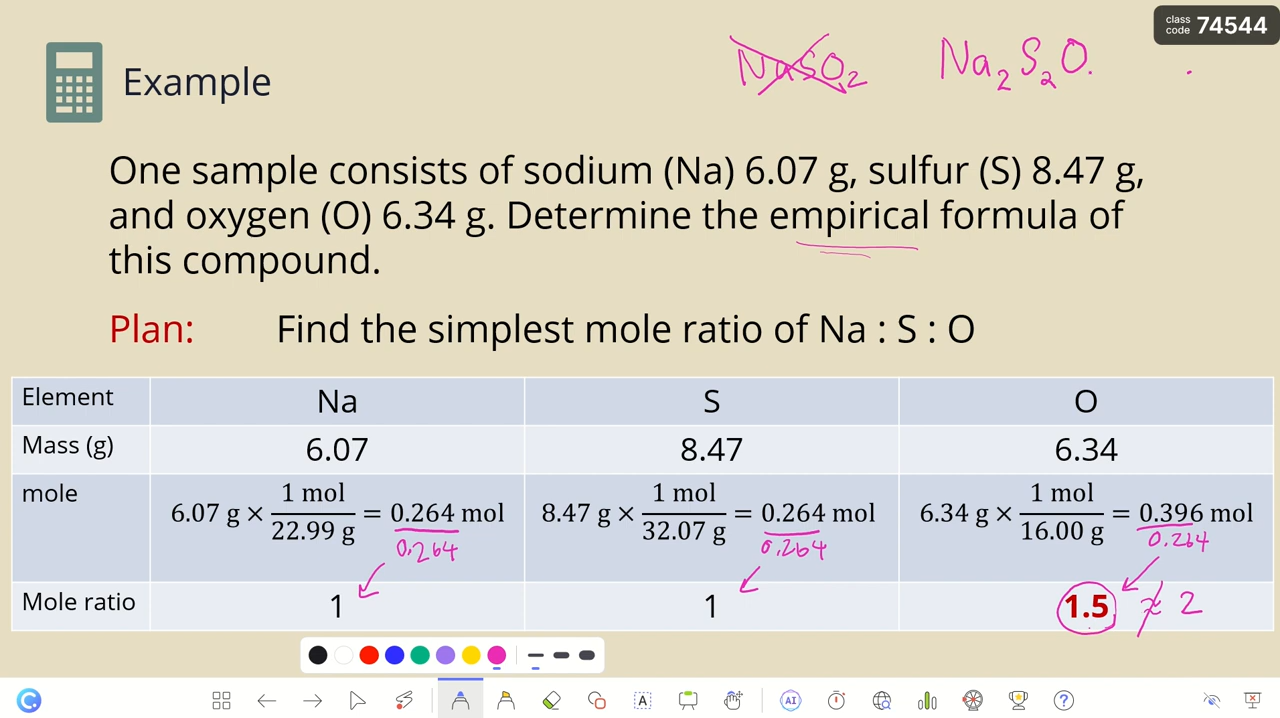 class code 74544
NaSO2 Na2S2O.
Example
One sample consists of sodium (Na) 6.07 g, sulfur (S) 8.47 g,
and oxygen (O) 6.34 g. Determine the empirical formula of
this compound.
Plan: Find the simplest mole ratio of Na : S : O
Element Na S O
Mass (g) 6.07 8.47 6.34
mole 6.07 g × 1 mol / 22.99 g = 0.264 mol 8.47 g × 1 mol / 32.07 g = 0.264 mol 6.34 g × 1 mol / 16.00 g = 0.396 mol
0.264 0.264 0.264
Mole ratio 1 1 1.5 ≈ 2
A AI ?